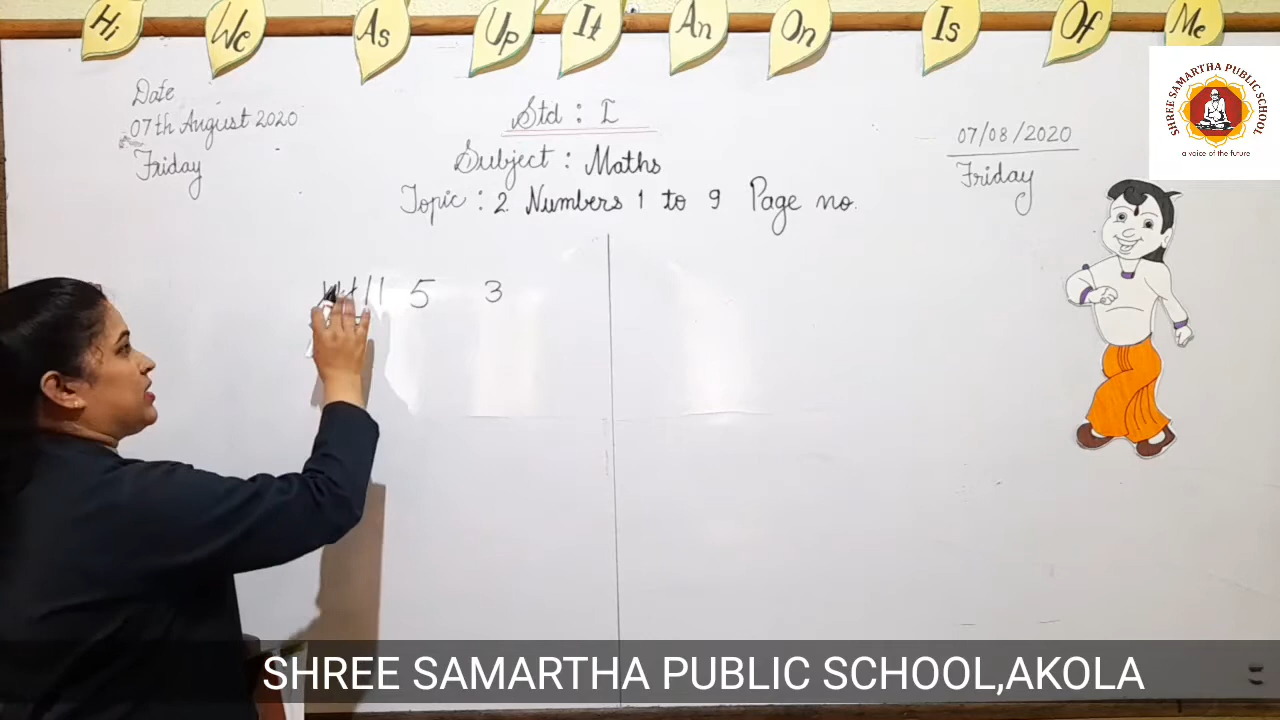 Hi We As Up It An On Is Of Me
Date
07th August 2020
Friday
Std : I
Subject : Maths
Topic : 2. Numbers 1 to 9 Page no.
07/08/2020
Friday
5 3
SHREE SAMARTHA PUBLIC SCHOOL
a voice of the future
SHREE SAMARTHA PUBLIC SCHOOL,AKOLA